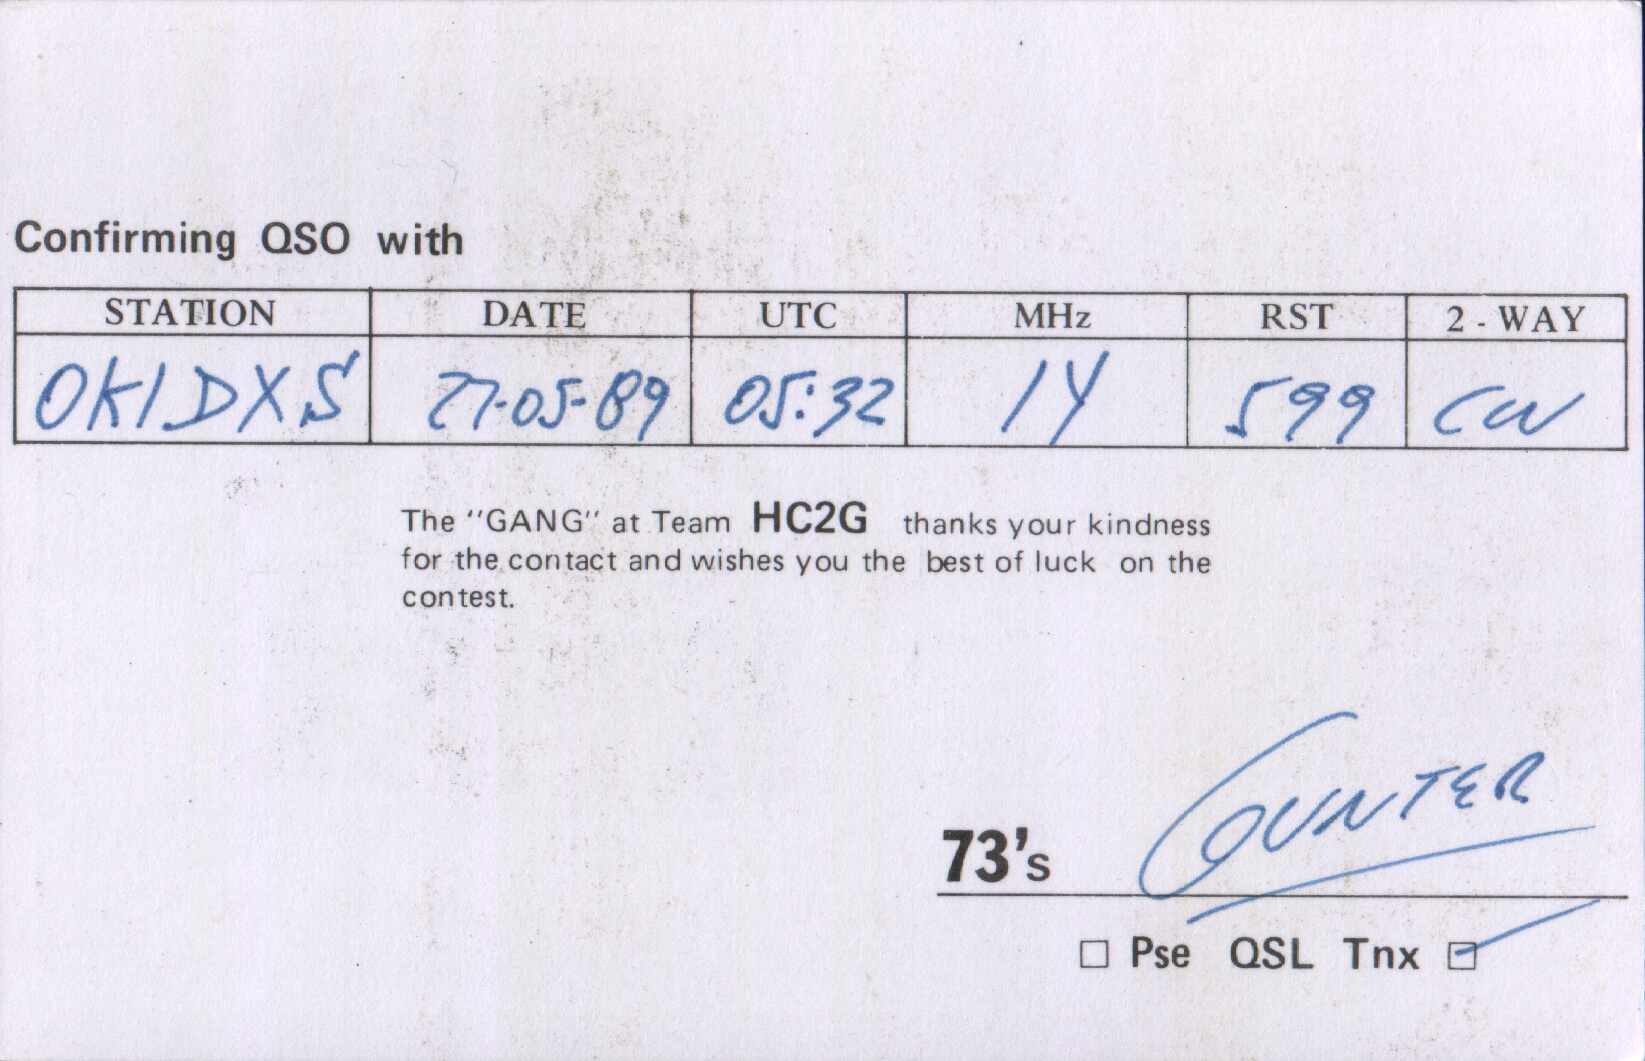 Confirming QSO with
STATION DATE UTC MHz RST 2 - WAY
OK1DXS 27-05-89 05:32 14 599 CW
The "GANG" at Team HC2G thanks your kindness
for the contact and wishes you the best of luck on the
contest.
73's GUNTER
Pse QSL Tnx